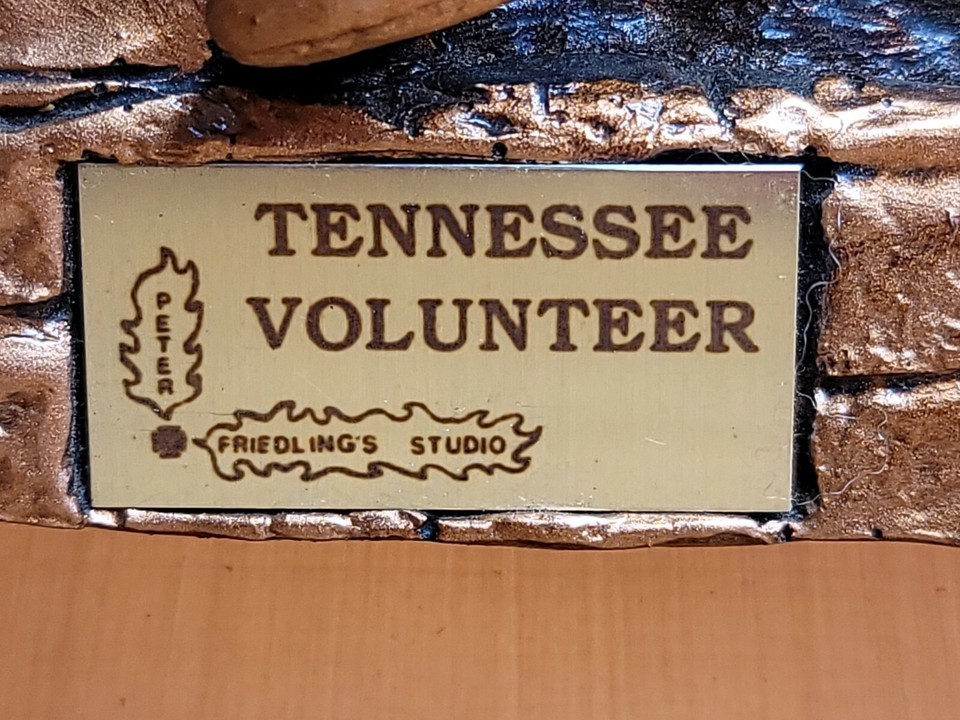 TENNESSEE
VOLUNTEER
PETER
FRIEDLING'S STUDIO